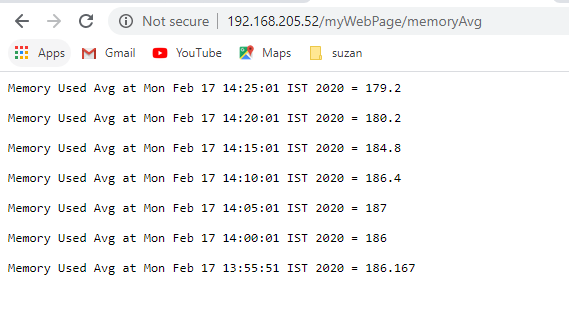 Not secure | 192.168.205.52/myWebPage/memoryAvg
Apps Gmail YouTube Maps suzan
Memory Used Avg at Mon Feb 17 14:25:01 IST 2020 = 179.2
Memory Used Avg at Mon Feb 17 14:20:01 IST 2020 = 180.2
Memory Used Avg at Mon Feb 17 14:15:01 IST 2020 = 184.8
Memory Used Avg at Mon Feb 17 14:10:01 IST 2020 = 186.4
Memory Used Avg at Mon Feb 17 14:05:01 IST 2020 = 187
Memory Used Avg at Mon Feb 17 14:00:01 IST 2020 = 186
Memory Used Avg at Mon Feb 17 13:55:51 IST 2020 = 186.167